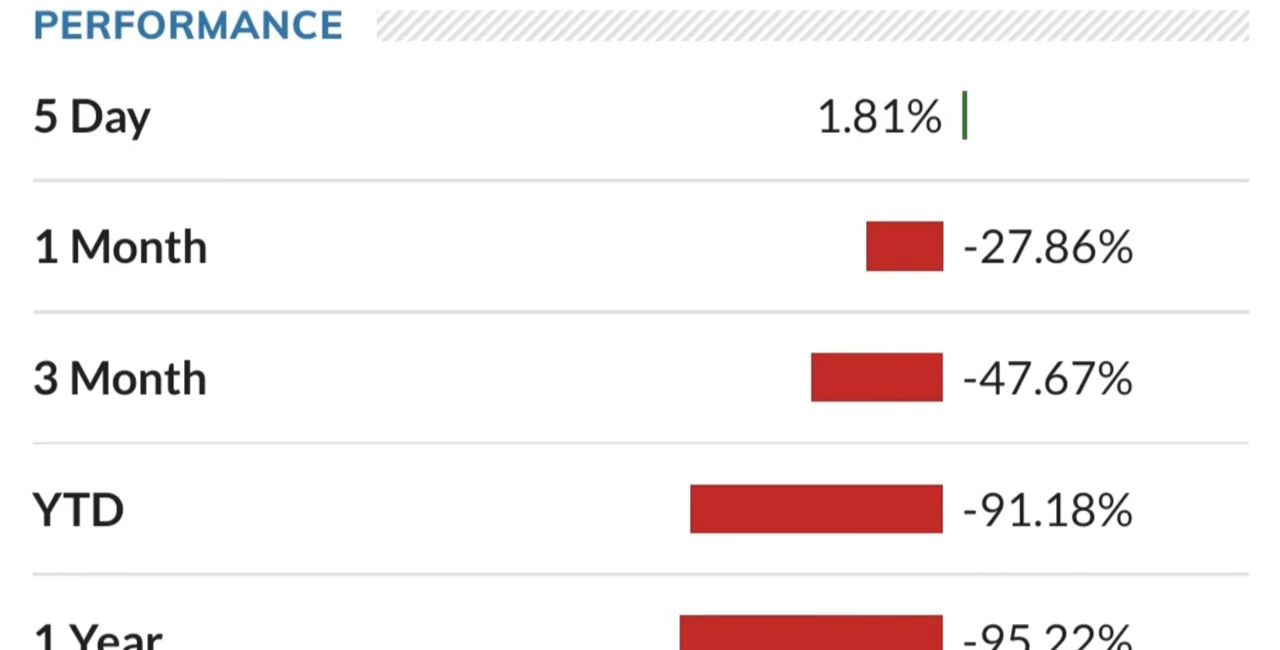 PERFORMANCE
5 Day 1.81%
1 Month -27.86%
3 Month -47.67%
YTD -91.18%
1 Year -95.22%